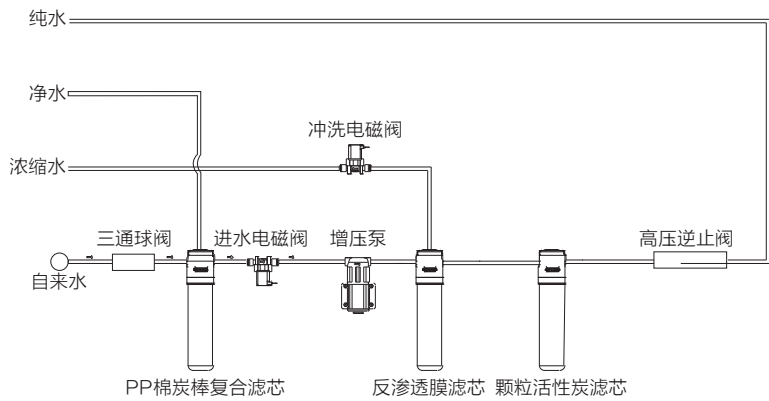 纯水
净水
冲洗电磁阀
浓缩水
三通球阀
进水电磁阀
增压泵
高压逆止阀
自来水
PP棉炭棒复合滤芯
反渗透膜滤芯
颗粒活性炭滤芯